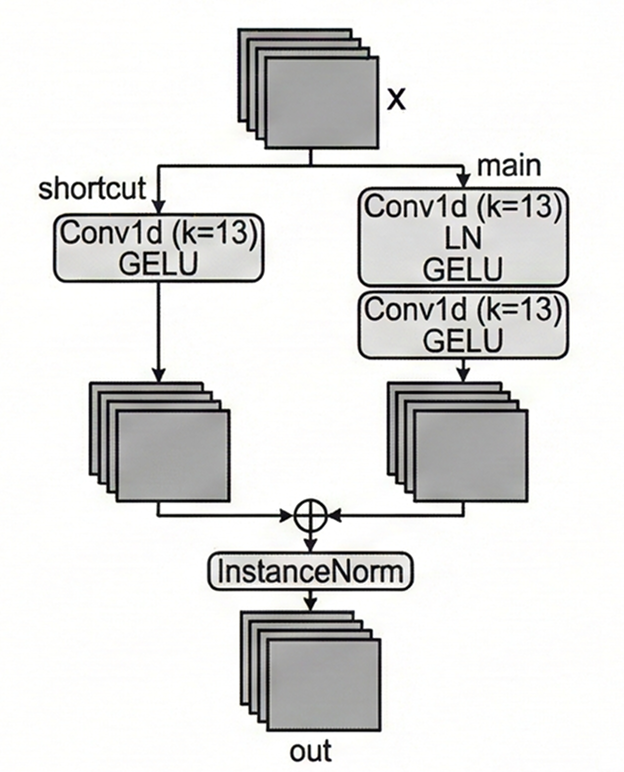 x
shortcut
main
Conv1d (k=13)
GELU
Conv1d (k=13)
LN
GELU
Conv1d (k=13)
GELU
InstanceNorm
out